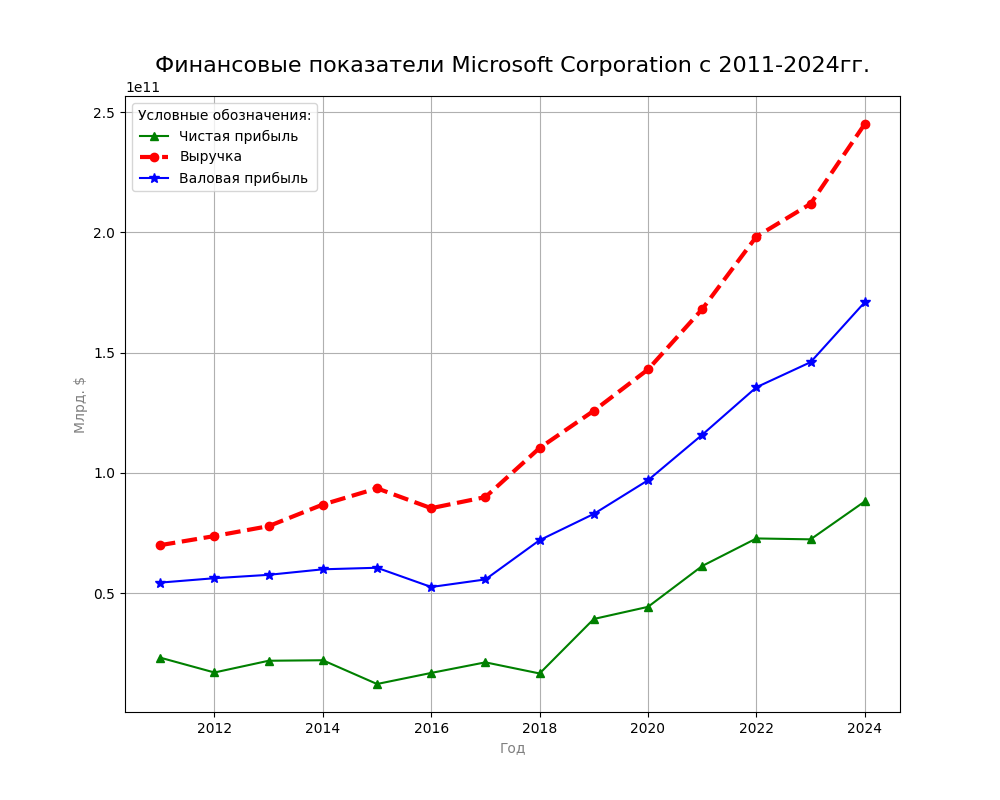 Финансовые показатели Microsoft Corporation с 2011-2024гг.
1e11
Условные обозначения:
Чистая прибыль
Выручка
Валовая прибыль
2.5
2.0
1.5
1.0
0.5
Млрд. $
2012 2014 2016 2018 2020 2022 2024
Год